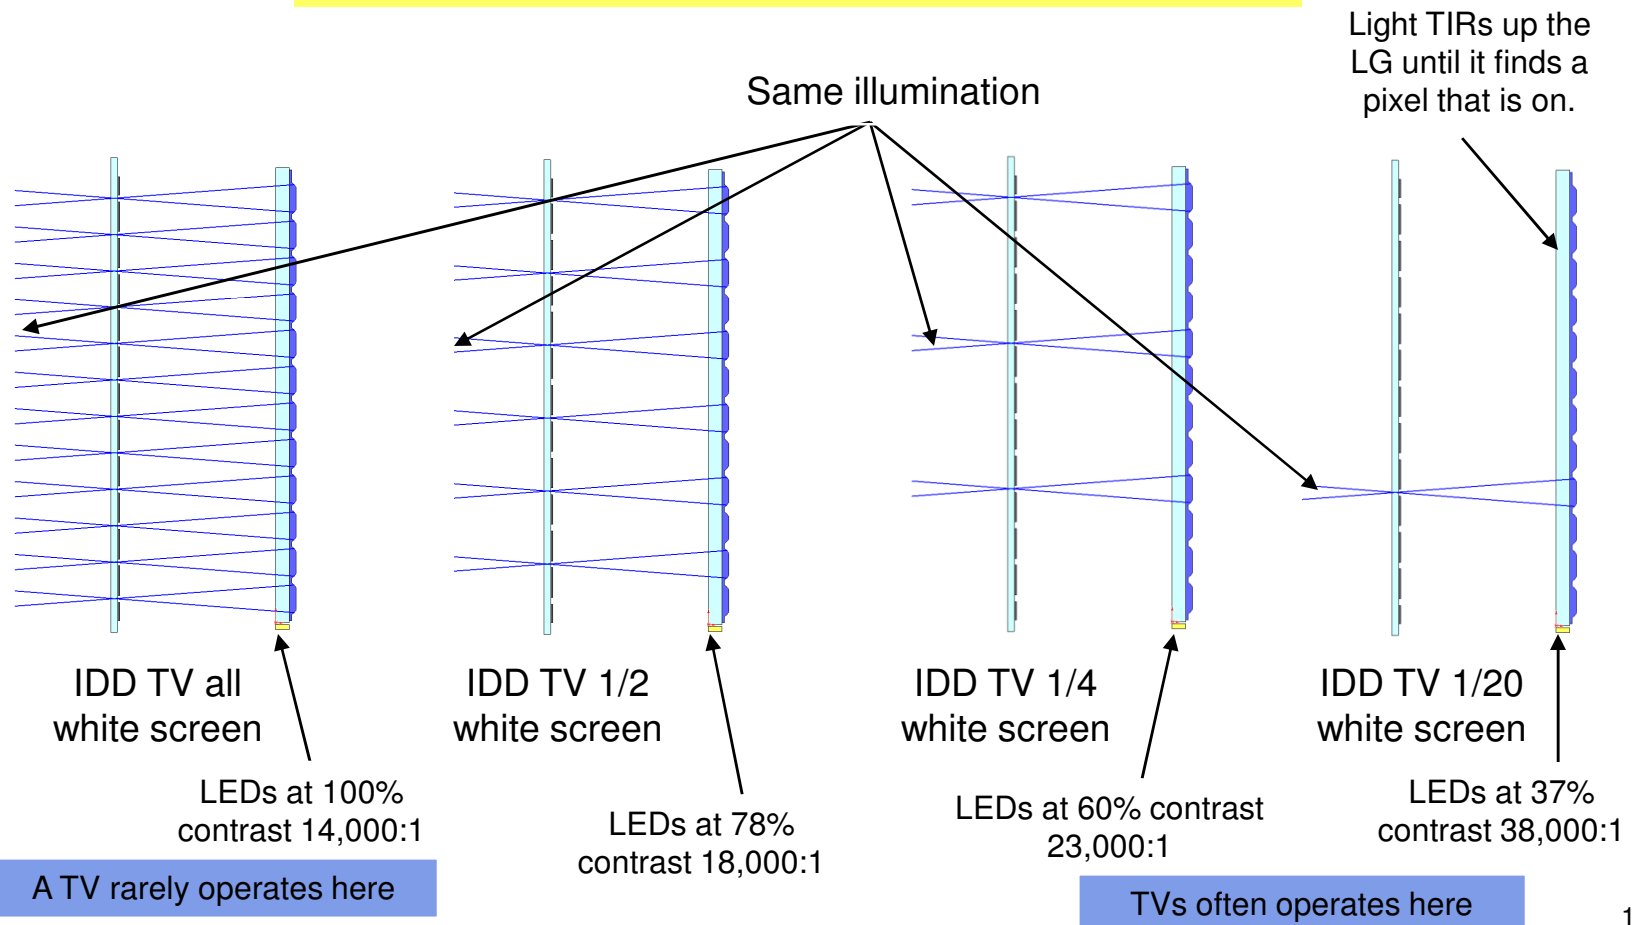 Light TIRs up the
LG until it finds a
pixel that is on.
Same illumination
IDD TV all
white screen
IDD TV 1/2
white screen
IDD TV 1/4
white screen
IDD TV 1/20
white screen
LEDs at 100%
contrast 14,000:1
LEDs at 78%
contrast 18,000:1
LEDs at 60% contrast
23,000:1
LEDs at 37%
contrast 38,000:1
A TV rarely operates here
TVs often operates here
1